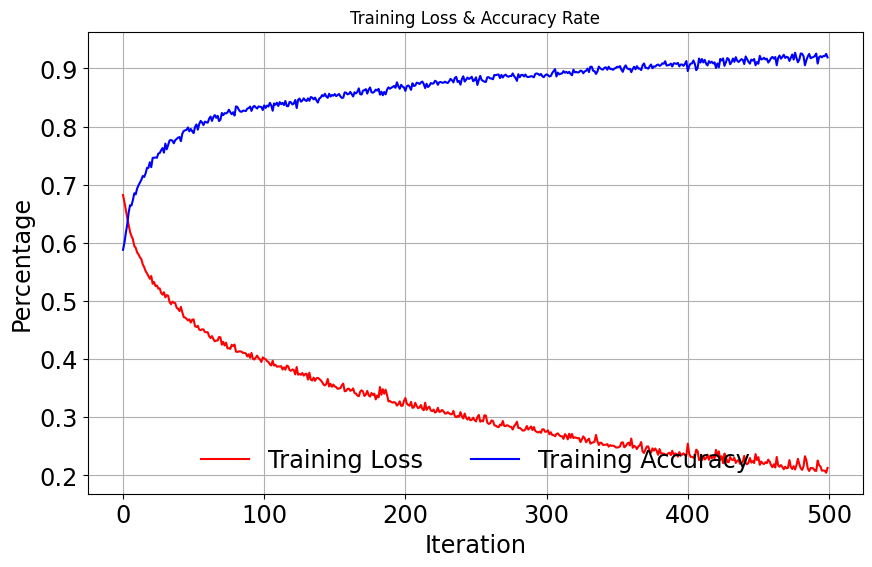 Training Loss & Accuracy Rate
0.9
0.8
0.7
0.6
0.5
0.4
0.3
0.2
Percentage
Training Loss Training Accuracy
0 100 200 300 400 500
Iteration